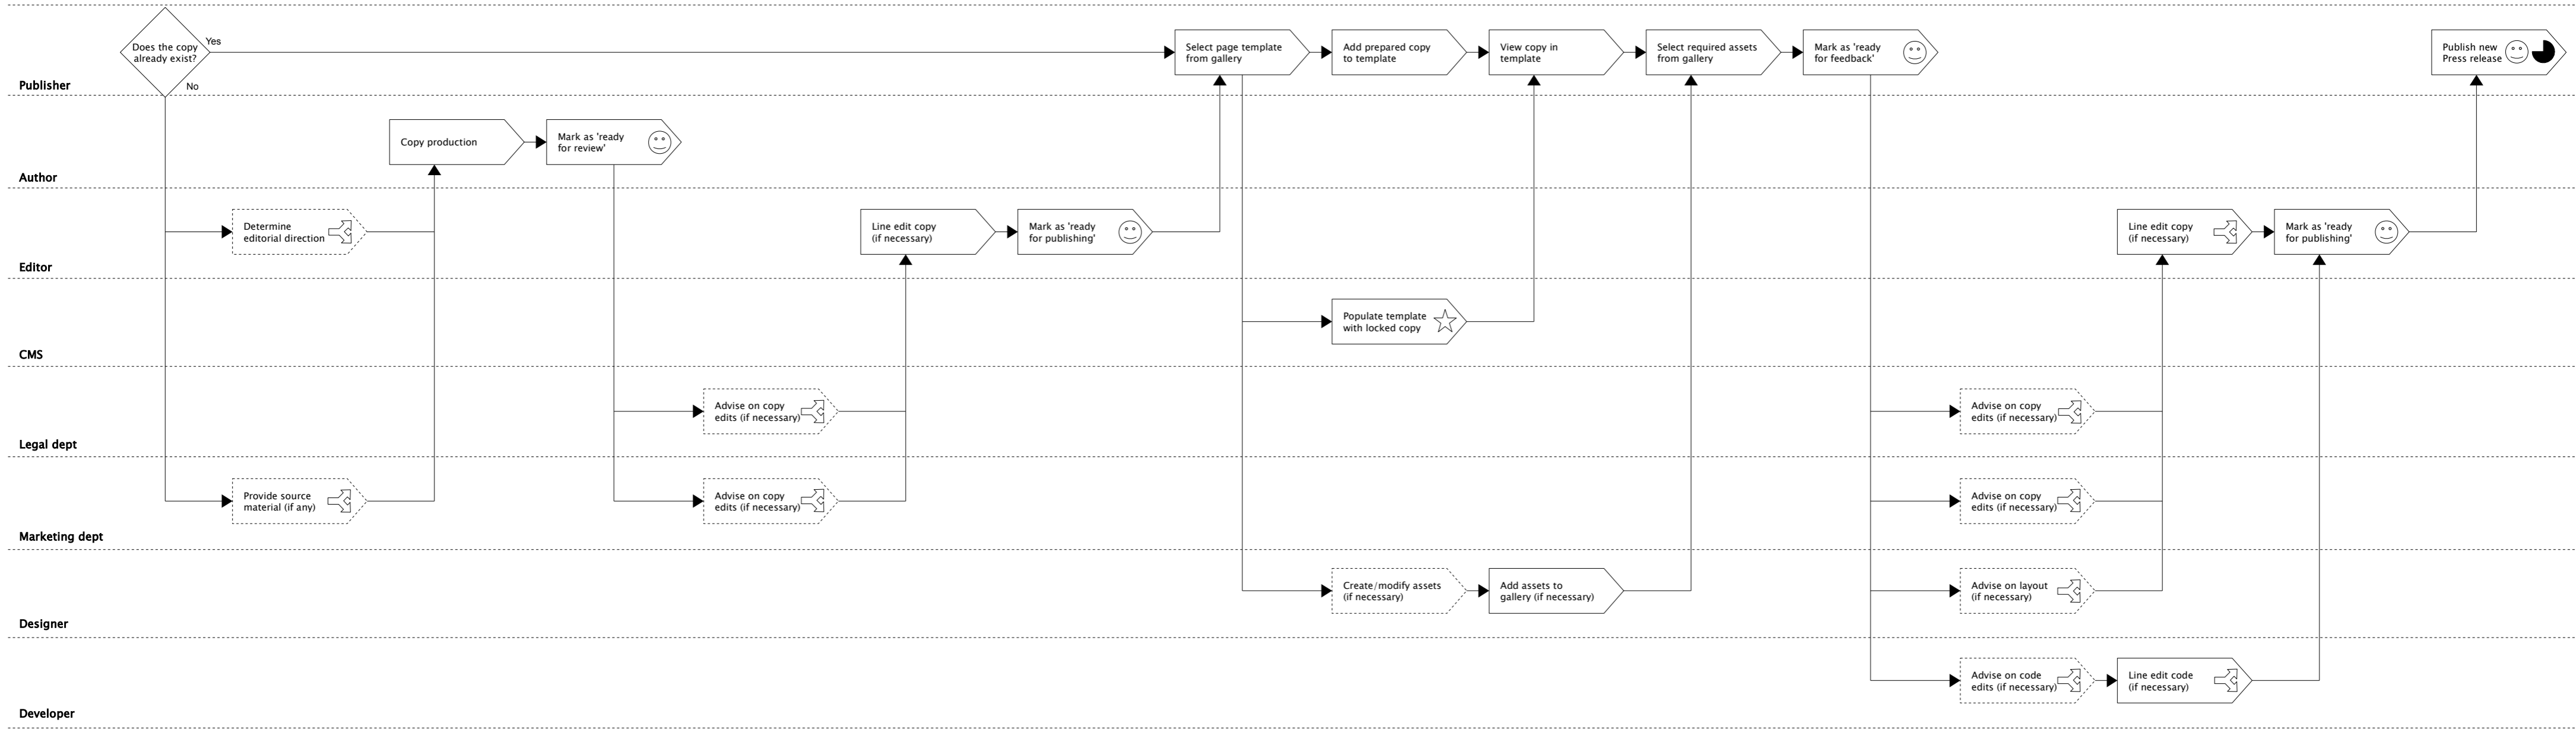 Does the copy
already exist?
Yes
No
Select page template
from gallery
Add prepared copy
to template
View copy in
template
Select required assets
from gallery
Mark as 'ready
for feedback'
Publish new
Press release
Publisher
Copy production
Mark as 'ready
for review'
Author
Determine
editorial direction
Line edit copy
(if necessary)
Mark as 'ready
for publishing'
Line edit copy
(if necessary)
Mark as 'ready
for publishing'
Editor
Populate template
with locked copy
CMS
Advise on copy
edits (if necessary)
Advise on copy
edits (if necessary)
Legal dept
Provide source
material (if any)
Advise on copy
edits (if necessary)
Advise on copy
edits (if necessary)
Marketing dept
Create/modify assets
(if necessary)
Add assets to
gallery (if necessary)
Advise on layout
(if necessary)
Designer
Advise on code
edits (if necessary)
Line edit code
(if necessary)
Developer